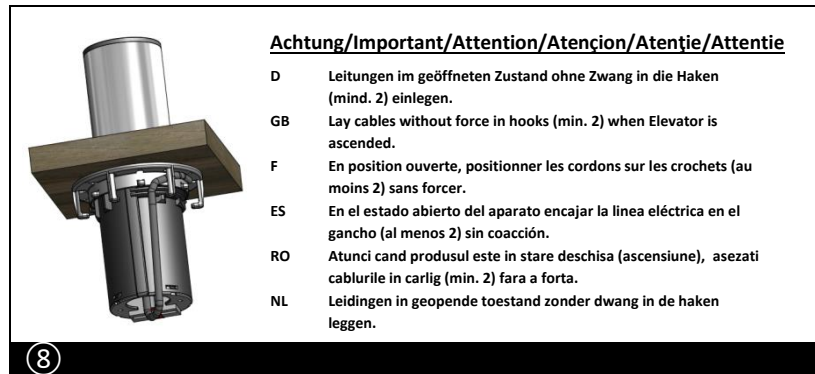 Achtung/Important/Attention/Atençion/Atenţie/Attentie
D Leitungen im geöffneten Zustand ohne Zwang in die Haken
(mind. 2) einlegen.
GB Lay cables without force in hooks (min. 2) when Elevator is
ascended.
F En position ouverte, positionner les cordons sur les crochets (au
moins 2) sans forcer.
ES En el estado abierto del aparato encajar la linea eléctrica en el
gancho (al menos 2) sin coacción.
RO Atunci cand produsul este in stare deschisa (ascensiune), asezati
cablurile in carlig (min. 2) fara a forta.
NL Leidingen in geopende toestand zonder dwang in de haken
leggen.
8